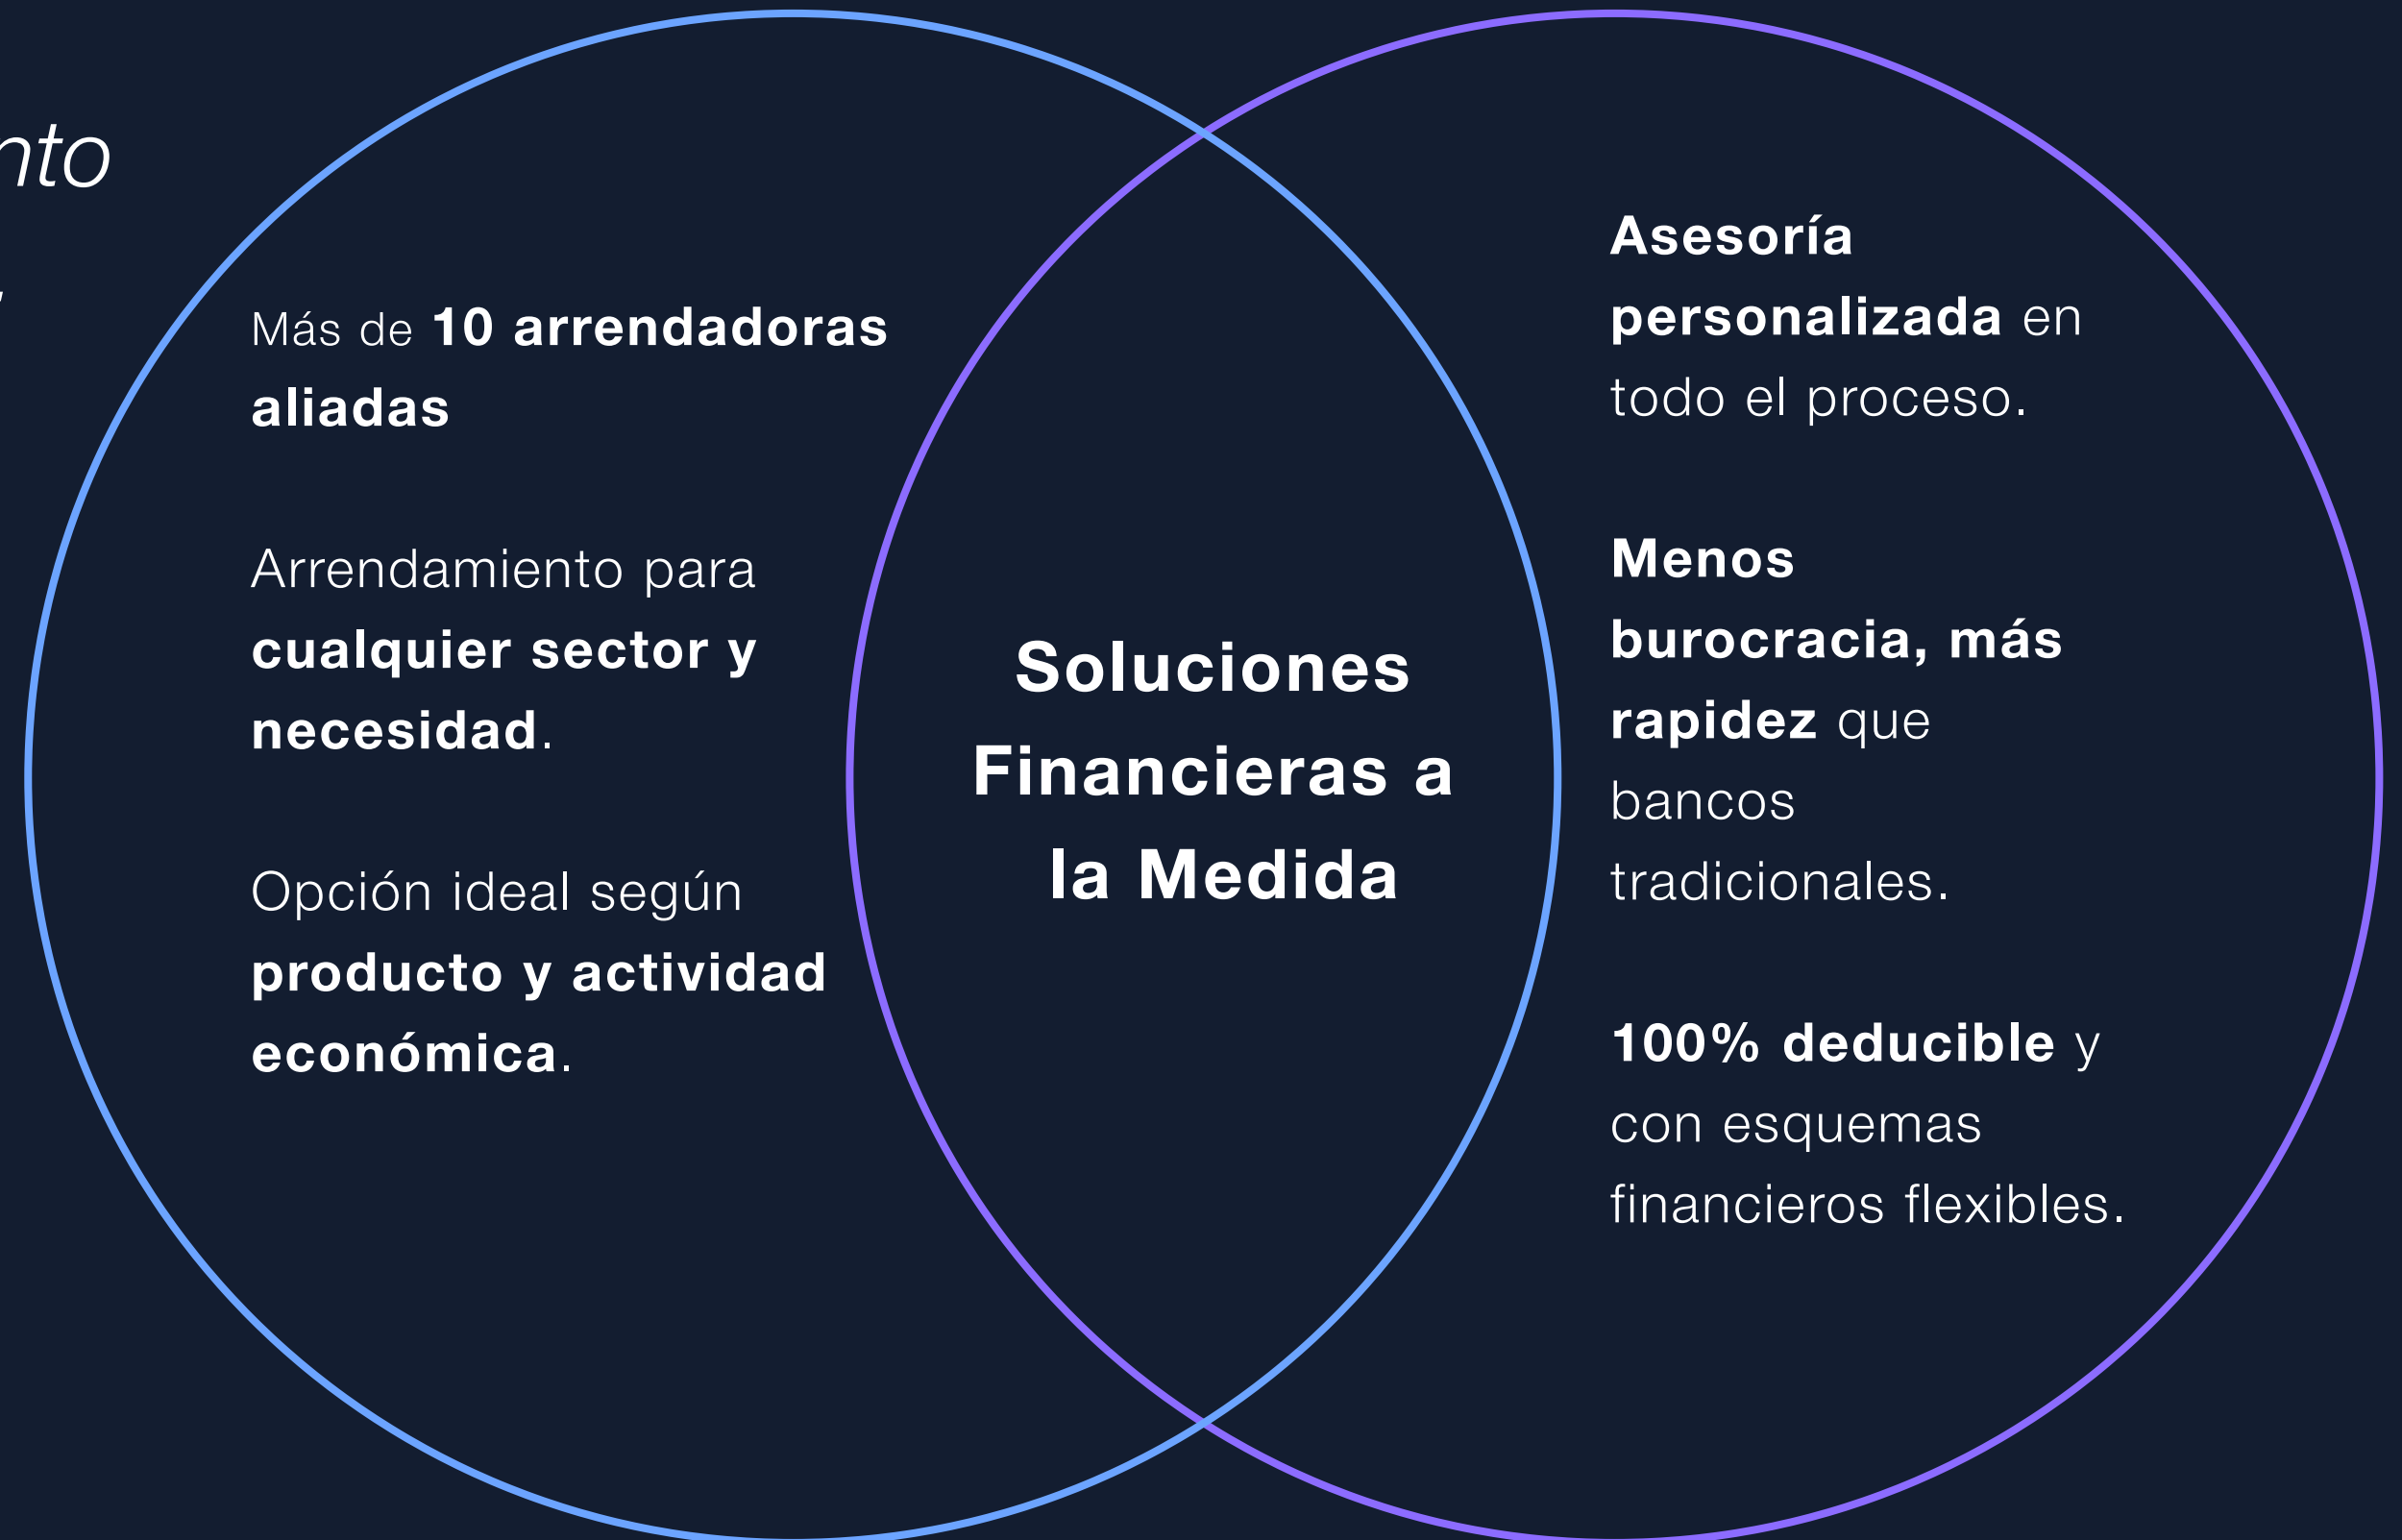 Más de 10 arrendadoras
aliadas
Arrendamiento para
cualquier sector y
necesidad.
Opción ideal según
producto y actividad
económica.
Soluciones
Financieras a
la Medida
Asesoría
personalizada en
todo el proceso.
Menos
burocracia, más
rapidez que
bancos
tradicionales.
100% deducible y
con esquemas
financieros flexibles.